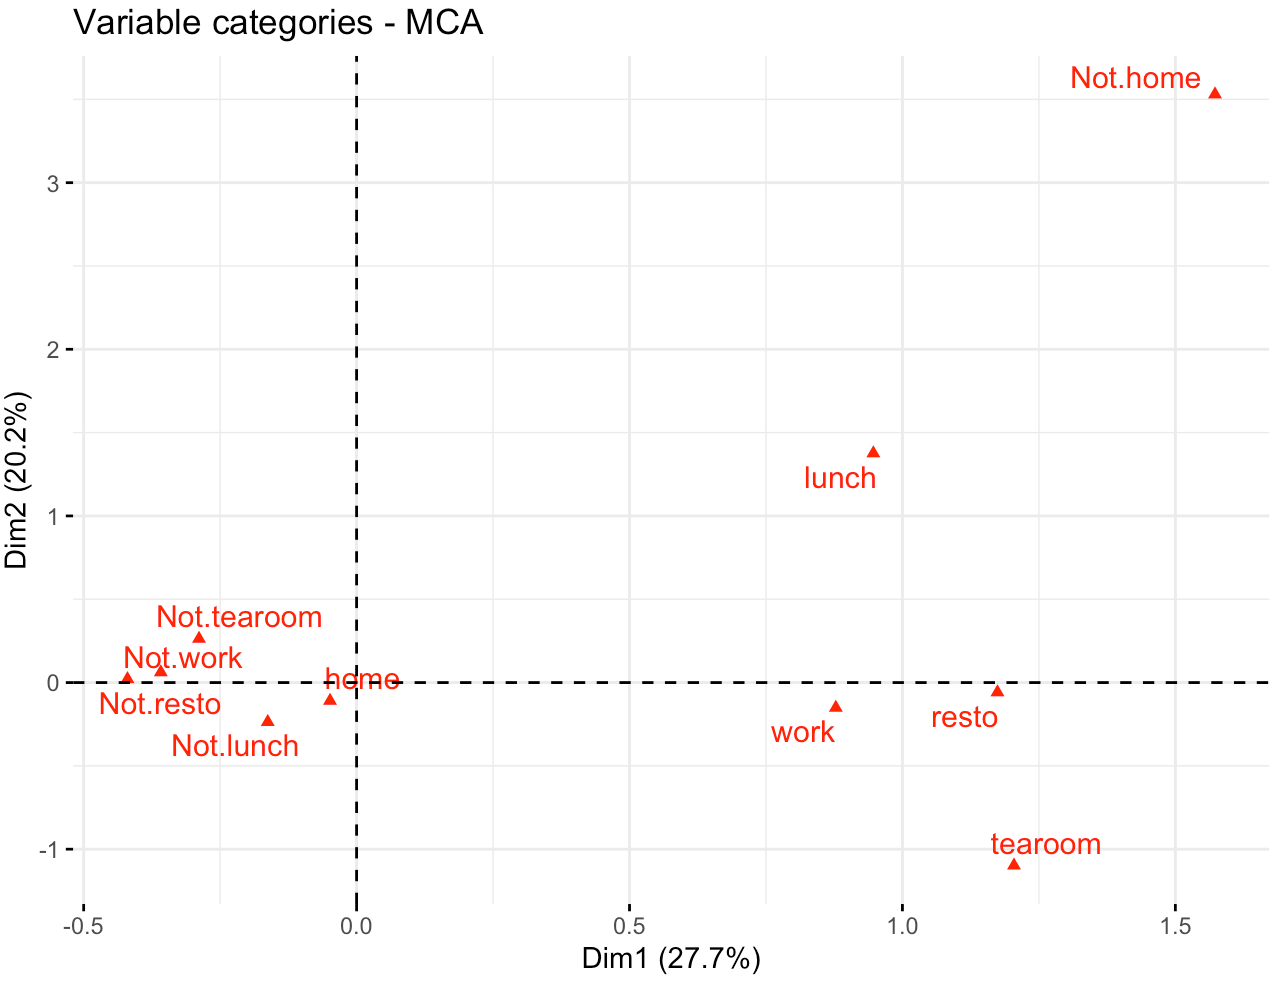 Variable categories - MCA
Not.home
3
2
lunch
1
Not.tearoom
Not.work
home
0
Not.resto
resto
work
Not.lunch
tearoom
-1
-0.5 0.0 0.5 1.0 1.5
Dim1 (27.7%)
Dim2 (20.2%)